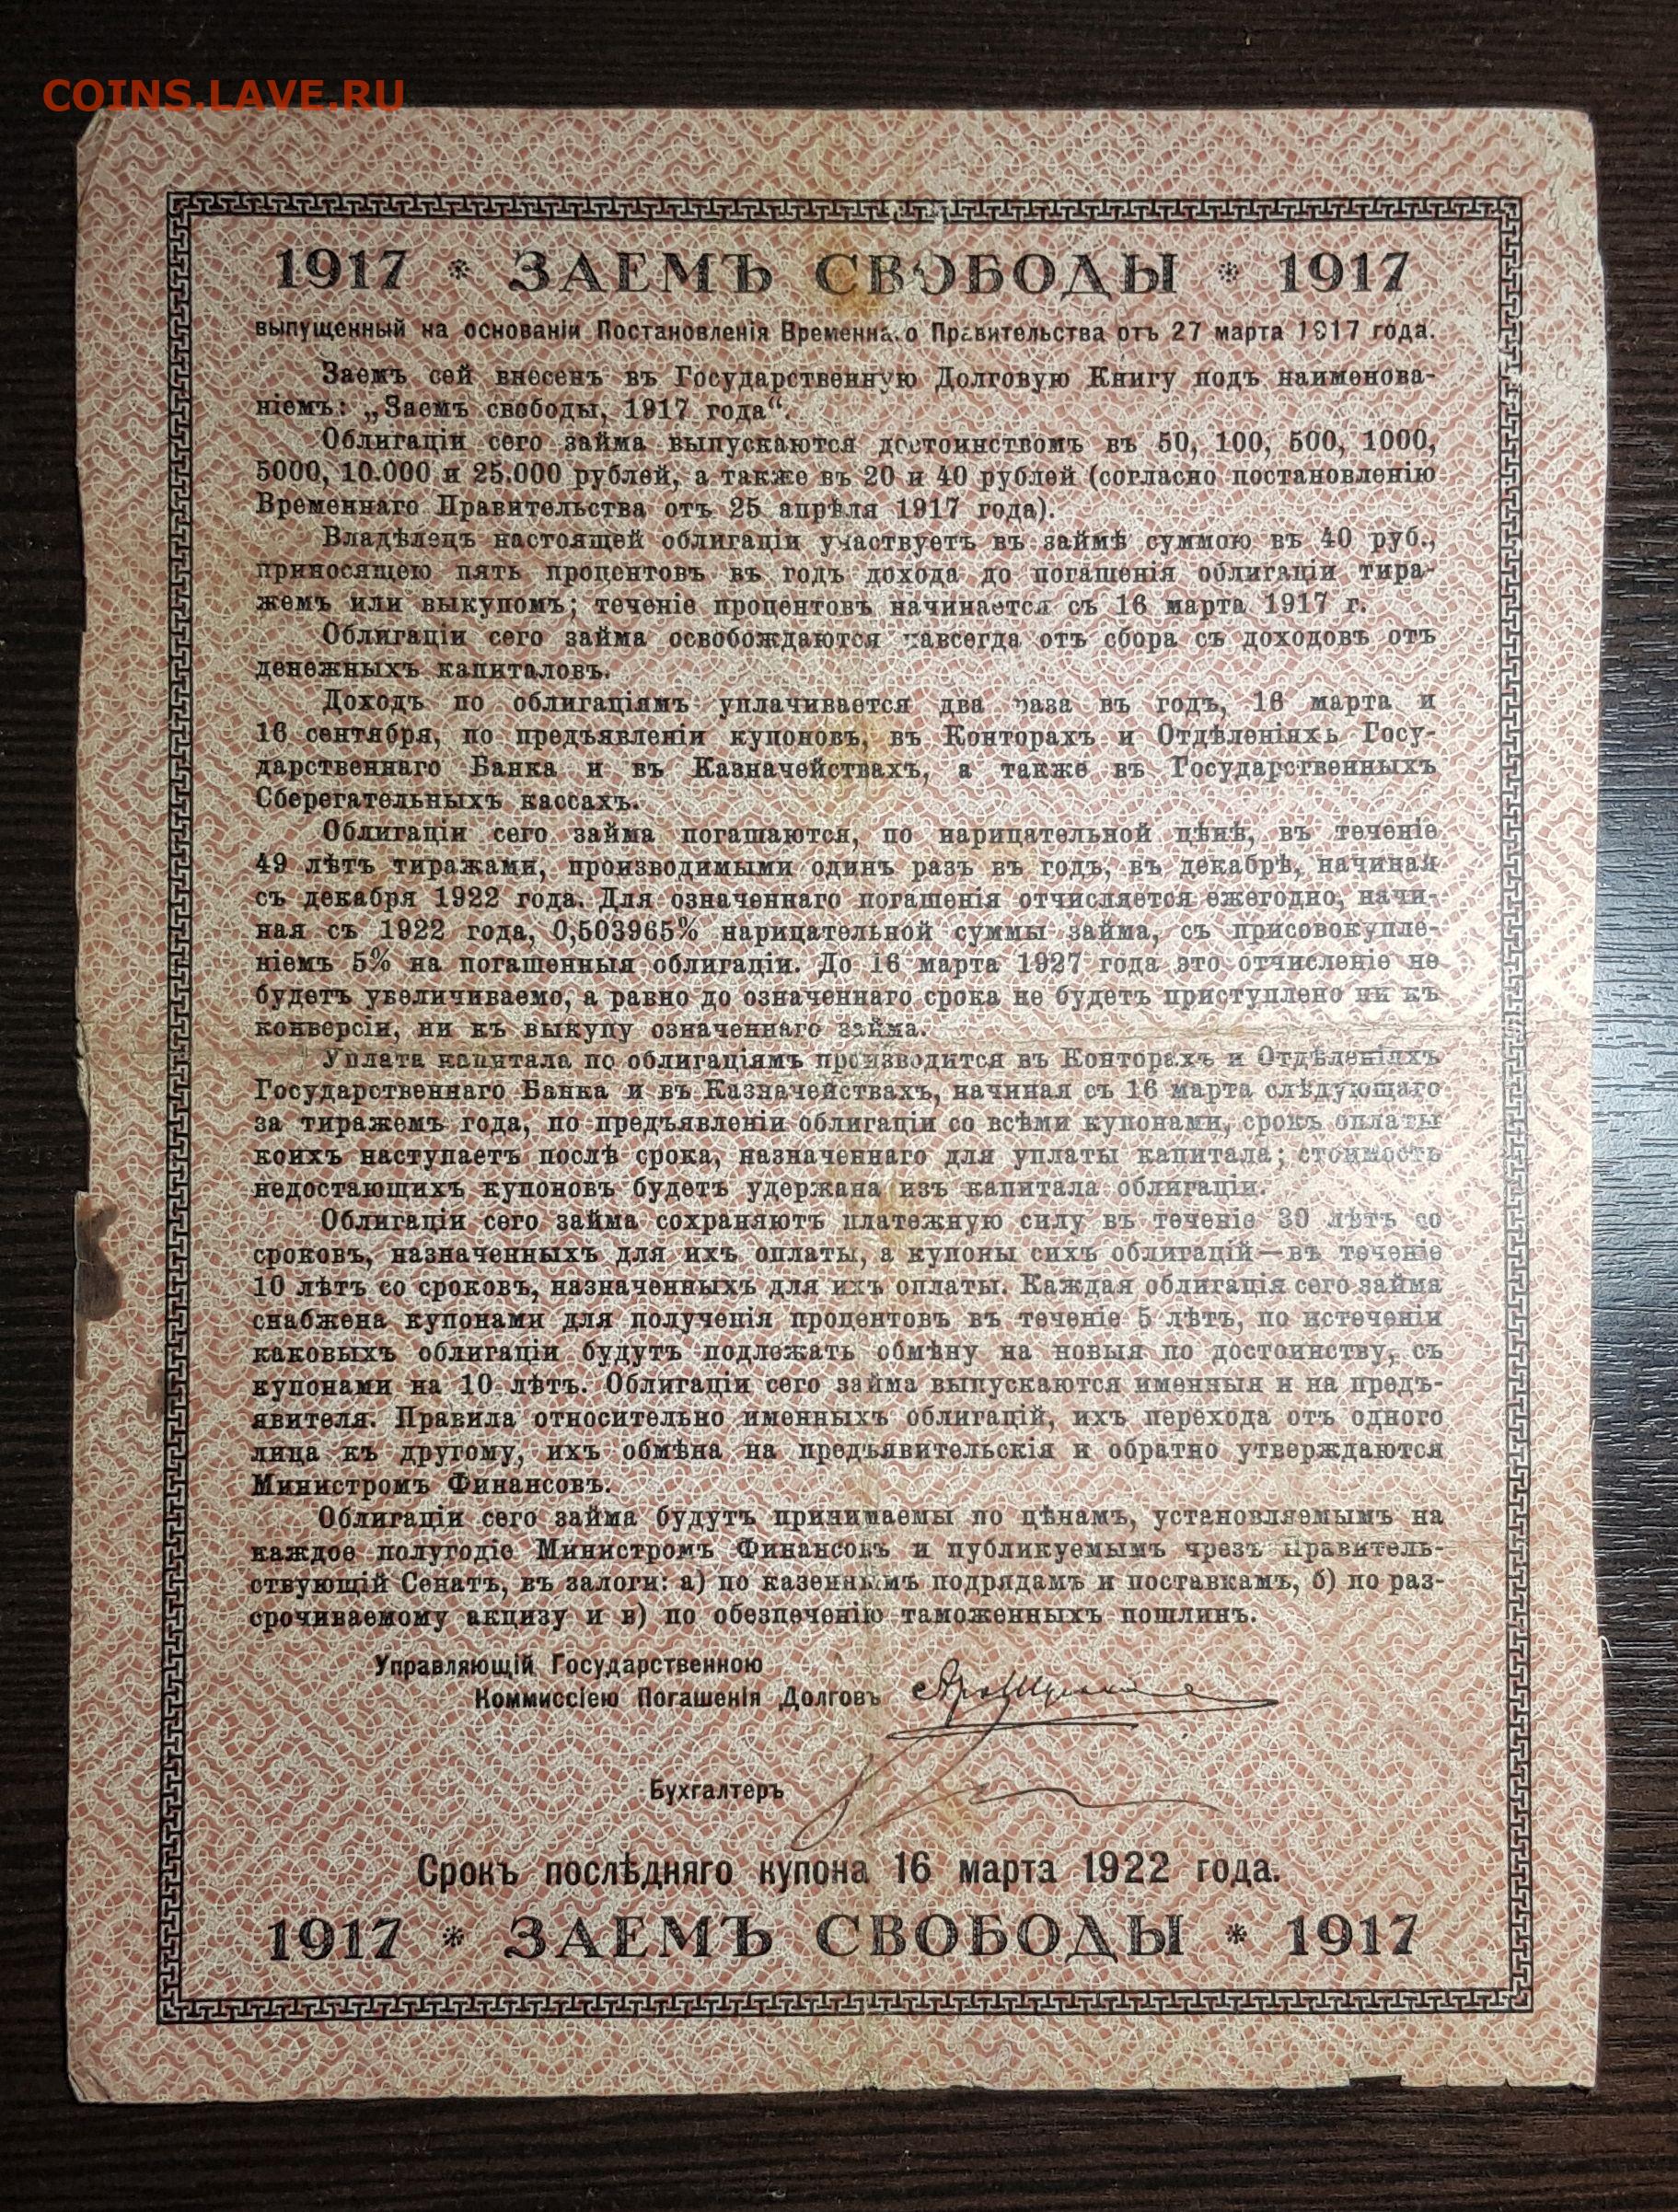 COINS.LAVE.RU
1917 * ЗАЕМЪ СВОБОДЫ * 1917
выпущенный на основаніи Постановленія Временнаго Правительства отъ 27 марта 1917 года.
Заемъ сей внесенъ въ Государственную Долговую Книгу подъ наименова-
ніемъ: „Заемъ свободы, 1917 года“.
Облигаціи сего займа выпускаются достоинствомъ въ 50, 100, 500, 1000,
5000, 10.000 и 25.000 рублей, а также въ 20 и 40 рублей (согласно постановленію
Временнаго Правительства отъ 25 апрѣля 1917 года).
Владѣлецъ настоящей облигаціи участвуетъ въ займѣ суммою въ 40 руб.,
приносящею пять процентовъ въ годъ дохода до погашенія облигаціи тира-
жемъ или выкупомъ; теченіе процентовъ начинается съ 16 марта 1917 г.
Облигаціи сего займа освобождаются навсегда отъ сбора съ доходовъ отъ
денежныхъ капиталовъ.
Доходъ по облигаціямъ уплачивается два раза въ годъ, 16 марта и
16 сентября, по предъявленіи купоновъ, въ Конторахъ и Отдѣленіяхъ Госу-
дарственнаго Банка и въ Казначействахъ, а также въ Государственныхъ
Сберегательныхъ кассахъ.
Облигаціи сего займа погашаются, по нарицательной цѣнѣ, въ теченіе
49 лѣтъ тиражами, производимыми одинъ разъ въ годъ, въ декабрѣ, начиная
съ декабря 1922 года. Для означеннаго погашенія отчисляется ежегодно, начи-
ная съ 1922 года, 0,503965% нарицательной суммы займа, съ присовокупле-
ніемъ 5% на погашенныя облигаціи. До 16 марта 1927 года это отчисленіе не
будетъ увеличиваемо, а равно до означеннаго срока не будетъ приступлено ни къ
конверсіи, ни къ выкупу означеннаго займа.
Уплата капитала по облигаціямъ производится въ Конторахъ и Отдѣленіяхъ
Государственнаго Банка и въ Казначействахъ, начиная съ 16 марта слѣдующаго
за тиражемъ года, по предъявленіи облигаціи со всѣми купонами, срокъ оплаты
коихъ наступаетъ послѣ срока, назначеннаго для уплаты капитала; стоимость
недостающихъ купоновъ будетъ удержана изъ капитала облигаціи.
Облигаціи сего займа сохраняютъ платежную силу въ теченіе 30 лѣтъ со
сроковъ, назначенныхъ для ихъ оплаты, а купоны сихъ облигацій—въ теченіе
10 лѣтъ со сроковъ, назначенныхъ для ихъ оплаты. Каждая облигація сего займа
снабжена купонами для полученія процентовъ въ теченіе 5 лѣтъ, по истеченіи
каковыхъ облигаціи будутъ подлежать обмѣну на новыя по достоинству, съ
купонами на 10 лѣтъ. Облигаціи сего займа выпускаются именныя и на предъ-
явителя. Правила относительно именныхъ облигацій, ихъ перехода отъ одного
лица къ другому, ихъ обмѣна на предъявительскія и обратно утверждаются
Министромъ Финансовъ.
Облигаціи сего займа будутъ принимаемы по цѣнамъ, установляемымъ на
каждое полугодіе Министромъ Финансовъ и публикуемымъ чрезъ Правитель-
ствующій Сенатъ, въ залоги: а) по казеннымъ подрядамъ и поставкамъ, б) по раз-
срочиваемому акцизу и в) по обезпеченію таможенныхъ пошлинъ.
Управляющій Государственною
Коммиссіею Погашенія Долговъ
Бухгалтеръ
Срокъ послѣдняго купона 16 марта 1922 года.
1917 * ЗАЕМЪ СВОБОДЫ * 1917